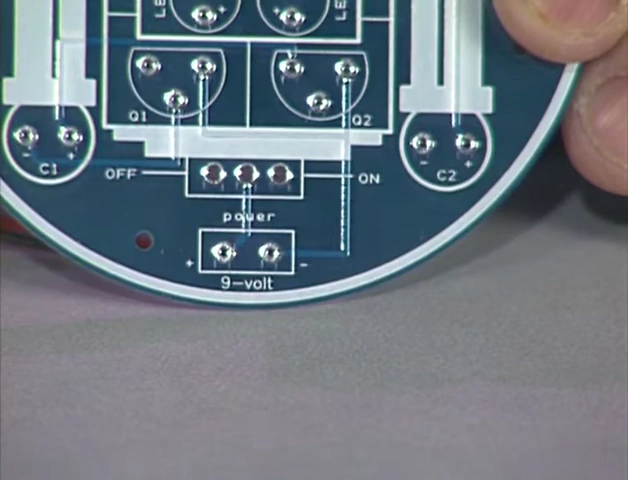 LE
+
+
LE
Q1
Q2
- +
C1
- +
C2
OFF
ON
power
+ -
9-volt